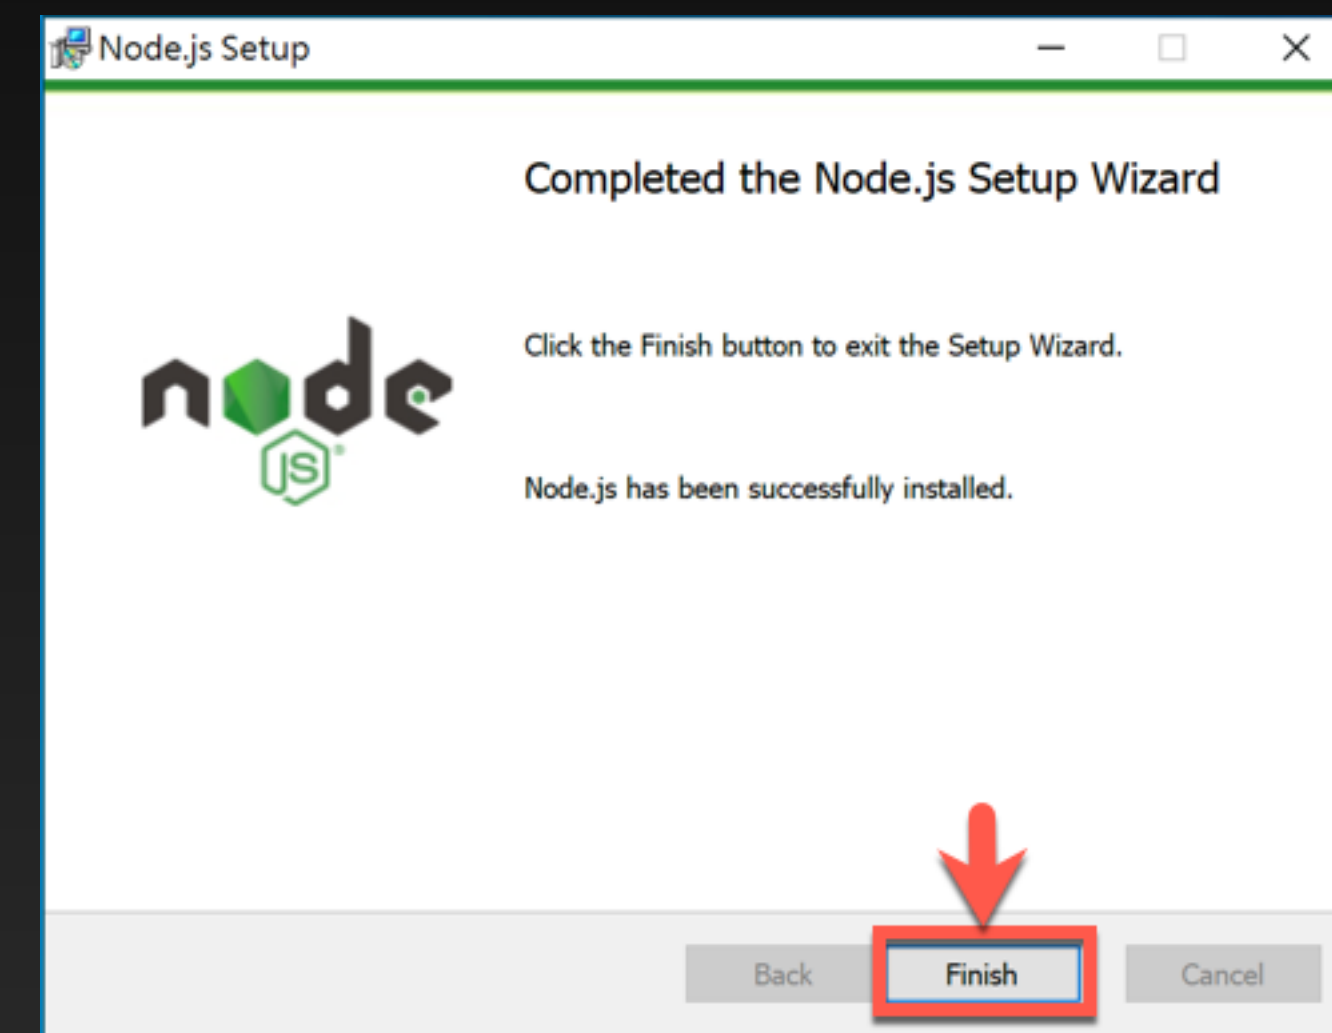 Node.js Setup
Completed the Node.js Setup Wizard
Click the Finish button to exit the Setup Wizard.
node
JS®
Node.js has been successfully installed.
Back Finish Cancel